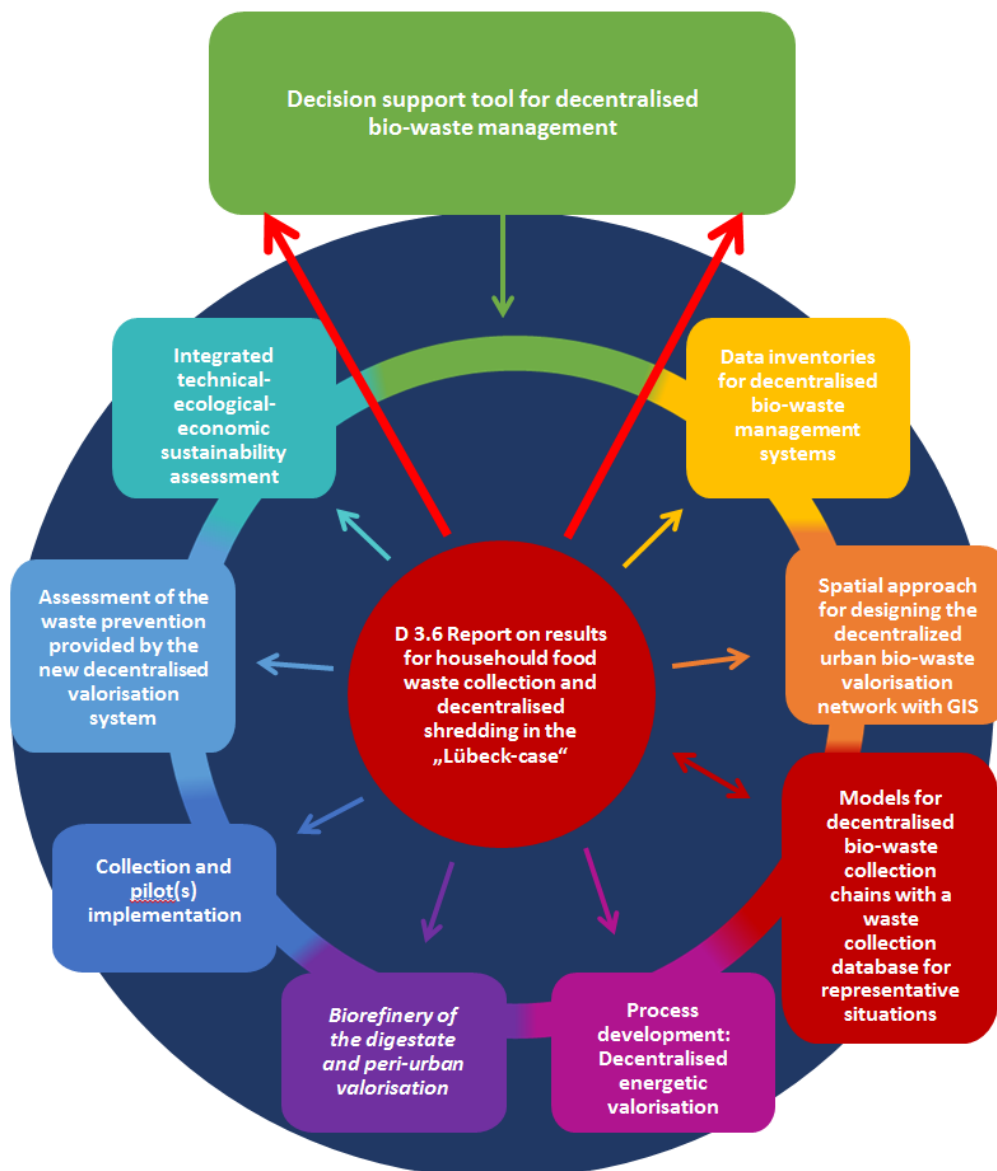 Decision support tool for decentralised
bio-waste management
Integrated
technical-
ecological-
economic
sustainability
assessment
Data inventories
for decentralised
bio-waste
management
systems
Assessment of the
waste prevention
provided by the
new decentralised
valorisation
system
D 3.6 Report on results
for househould food
waste collection and
decentralised
shredding in the
„Lübeck-case“
Spatial approach
for designing the
decentralized
urban bio-waste
valorisation
network with GIS
Collection and
pilot(s)
implementation
Models for
decentralised
bio-waste
collection
chains with a
waste
collection
database for
representative
situations
Biorefinery of
the digestate
and peri-urban
valorisation
Process
development:
Decentralised
energetic
valorisation